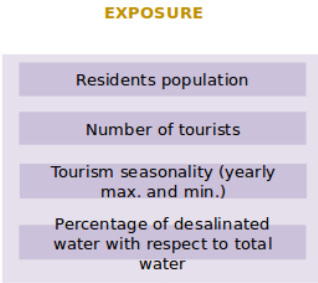 EXPOSURE
Residents population
Number of tourists
Tourism seasonality (yearly
max. and min.)
Percentage of desalinated
water with respect to total
water